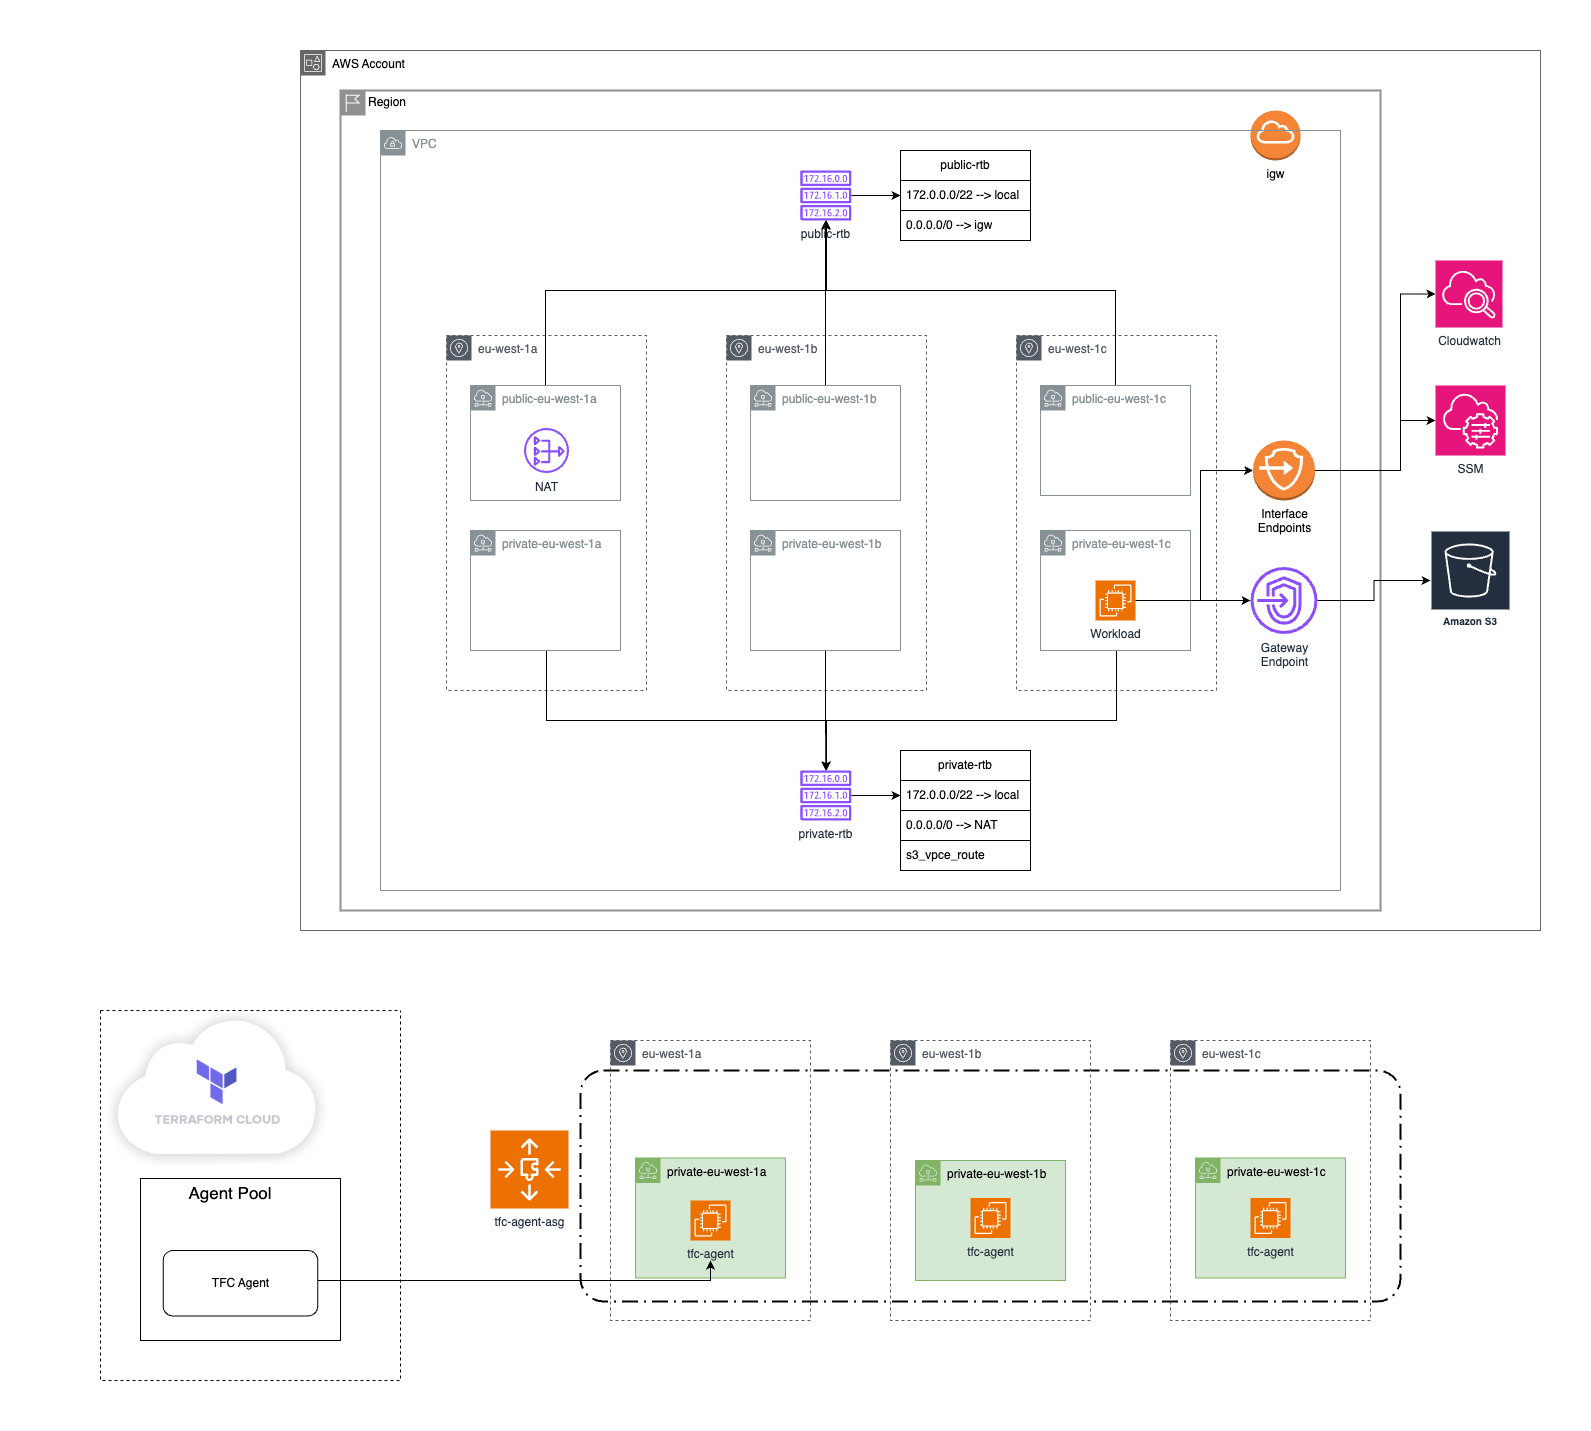 AWS Account
Region
VPC
igw
172.16.0.0
172.16.1.0
172.16.2.0
public-rtb
public-rtb
172.0.0.0/22 --> local
0.0.0.0/0 --> igw
eu-west-1a
eu-west-1b
eu-west-1c
public-eu-west-1a
public-eu-west-1b
public-eu-west-1c
NAT
private-eu-west-1a
private-eu-west-1b
private-eu-west-1c
Workload
Interface
Endpoints
Gateway
Endpoint
Cloudwatch
SSM
Amazon S3
172.16.0.0
172.16.1.0
172.16.2.0
private-rtb
private-rtb
172.0.0.0/22 --> local
0.0.0.0/0 --> NAT
s3_vpce_route
TERRAFORM CLOUD
Agent Pool
TFC Agent
tfc-agent-asg
eu-west-1a
eu-west-1b
eu-west-1c
private-eu-west-1a
private-eu-west-1b
private-eu-west-1c
tfc-agent
tfc-agent
tfc-agent